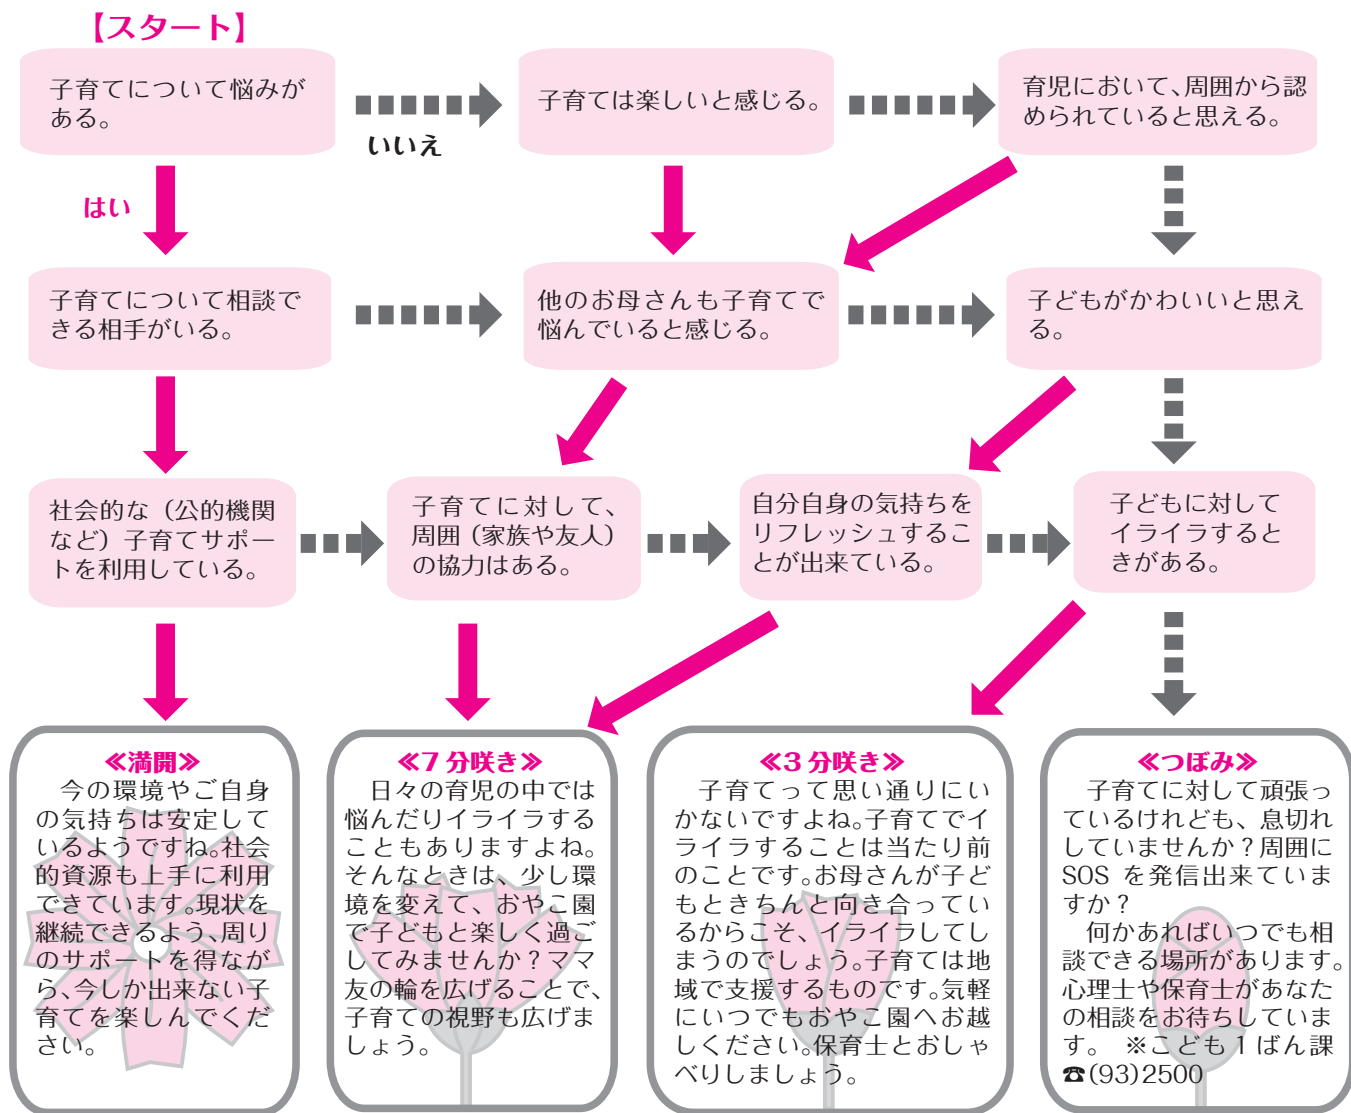 【スタート】
子育てについて悩みが
ある。
いいえ
子育ては楽しいと感じる。
育児において、周囲から認
められていると思える。
はい
子育てについて相談で
きる相手がいる。
他のお母さんも子育てで
悩んでいると感じる。
子どもがかわいいと思え
る。
社会的な（公的機関
など）子育てサポー
トを利用している。
子育てに対して、
周囲（家族や友人）
の協力はある。
自分自身の気持ちを
リフレッシュするこ
とが出来ている。
子どもに対して
イライラすると
きがある。
≪満開≫
今の環境やご自身
の気持ちは安定して
いるようですね。社会
的資源も上手に利用
できています。現状を
継続できるよう、周り
のサポートを得なが
ら、今しか出来ない子
育てを楽しんでくだ
さい。
≪7分咲き≫
日々の育児の中では
悩んだりイライラする
こともありますよね。
そんなときは、少し環
境を変えて、おやこ園
で子どもと楽しく過ご
してみませんか？ママ
友の輪を広げることで、
子育ての視野も広げま
しょう。
≪3分咲き≫
子育てって思い通りにい
かないですよね。子育てでイ
ライラすることは当たり前
のことです。お母さんが子ど
もときちんと向き合ってい
るからこそ、イライラしてし
まうのでしょう。子育ては地
域で支援するものです。気軽
にいつでもおやこ園へお越
しください。保育士とおしゃ
べりしましょう。
≪つぼみ≫
子育てに対して頑張っ
ているけれども、息切れ
していませんか？周囲に
SOS を発信出来ていま
すか？
何かあればいつでも相
談できる場所があります。
心理士や保育士があなた
の相談をお待ちしていま
す。 ※こども1ばん課
☎(93)2500